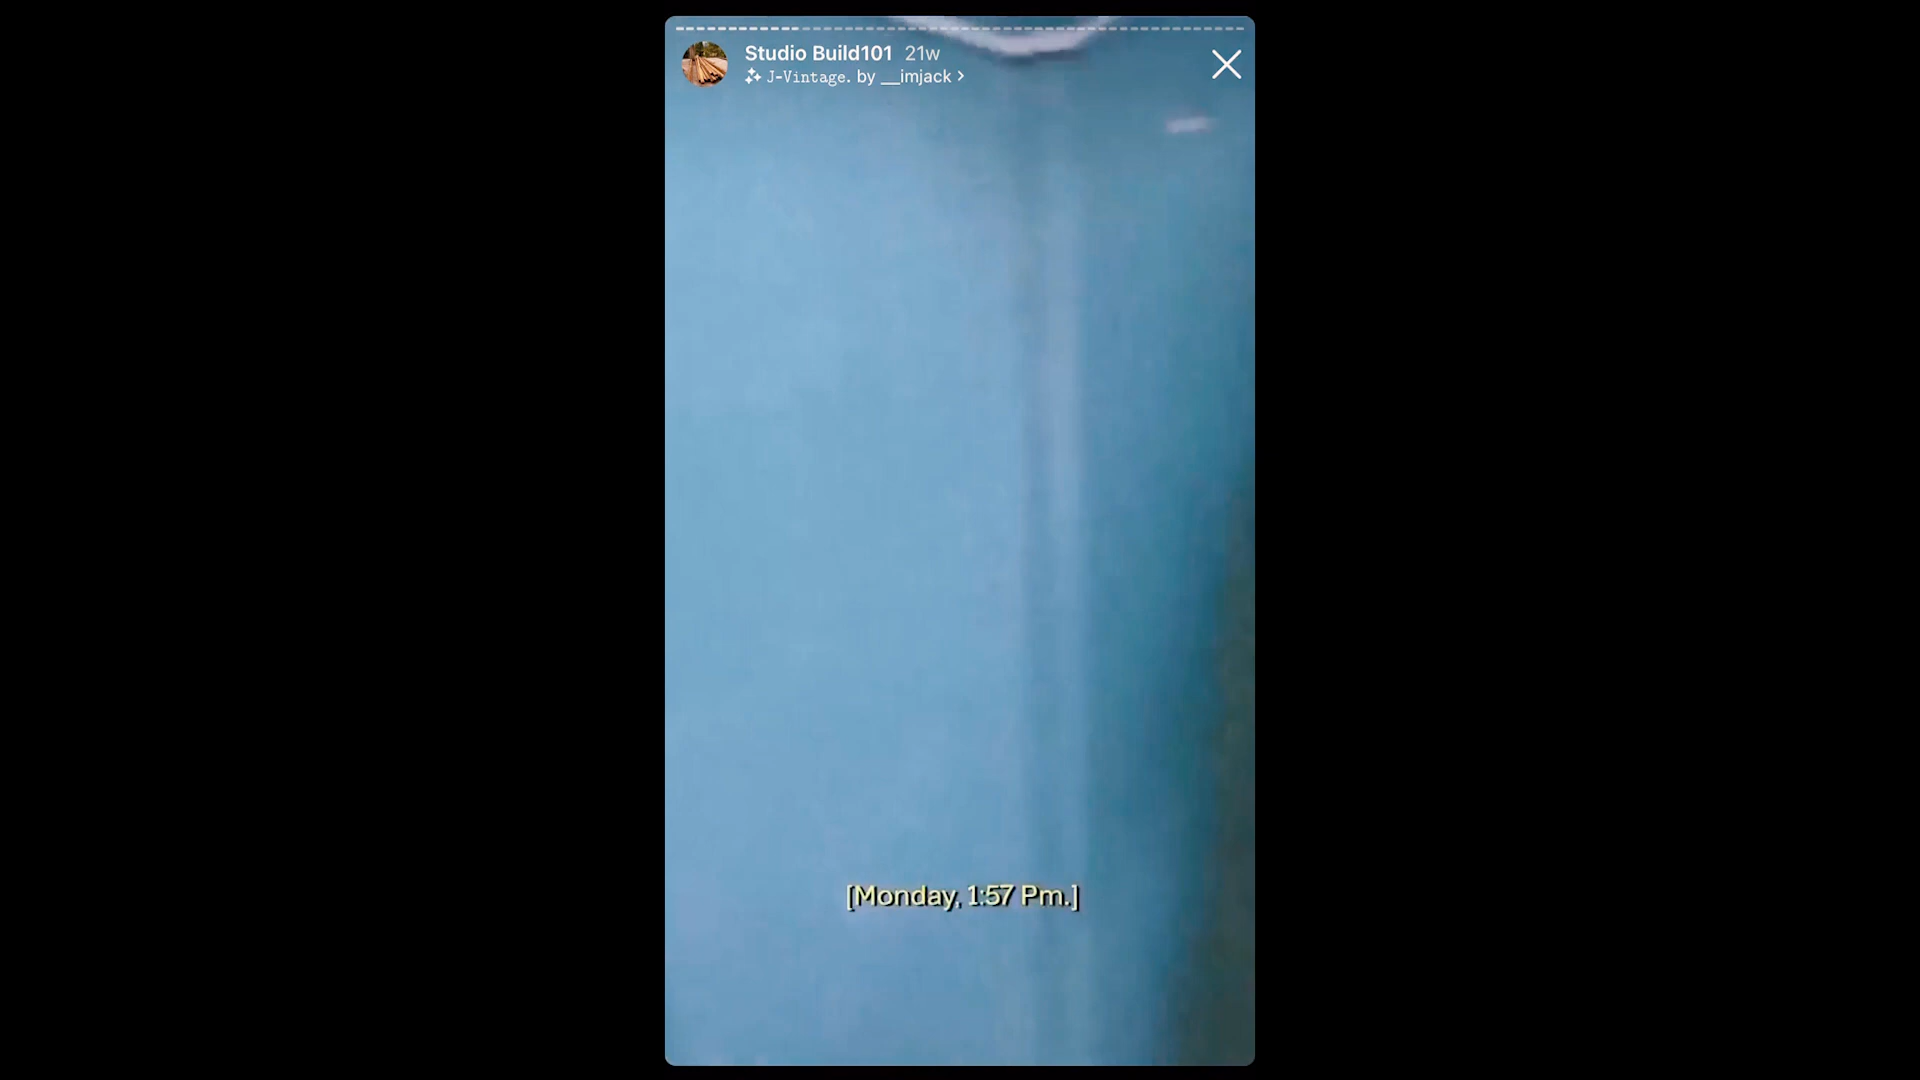 Studio Build101 21w
J-Vintage. by __imjack
[Monday, 1:57 Pm.]